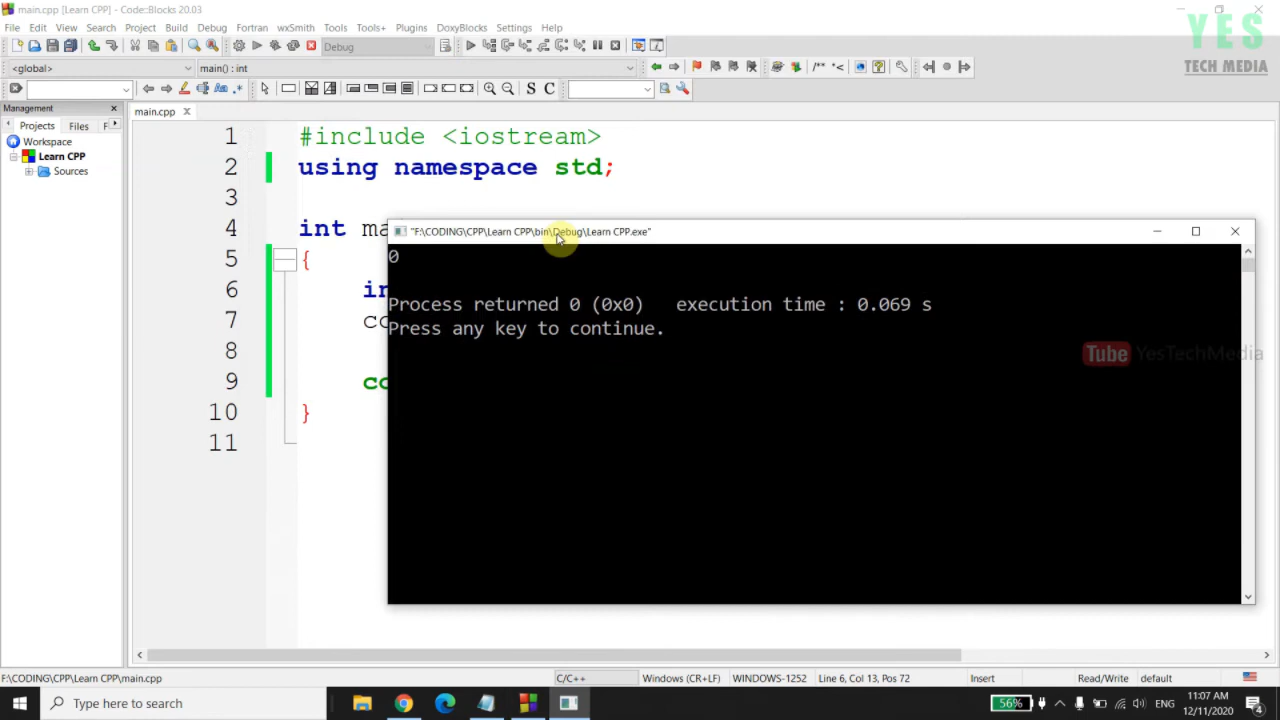 main.cpp [Learn CPP] - Code::Blocks 20.03
File Edit View Search Project Build Debug Fortran wxSmith Tools Tools+ Plugins DoxyBlocks Settings Help
YES
TECH MEDIA
Debug
<global>
main() : int
/** *<
S C
Management
Projects Files F
main.cpp
Workspace
Learn CPP
Sources
1 #include <iostream>
2 using namespace std;
3
4 int ma
5 {
6 in
7 co
8
9 co
10 }
11
"F:\CODING\CPP\Learn CPP\bin\Debug\Learn CPP.exe"
0
Process returned 0 (0x0) execution time : 0.069 s
Press any key to continue.
Tube YesTechMedia
F:\CODING\CPP\Learn CPP\main.cpp C/C++ Windows (CR+LF) WINDOWS-1252 Line 6, Col 13, Pos 72 Insert Read/Write default
Type here to search
56%
ENG
11:07 AM
12/11/2020
4